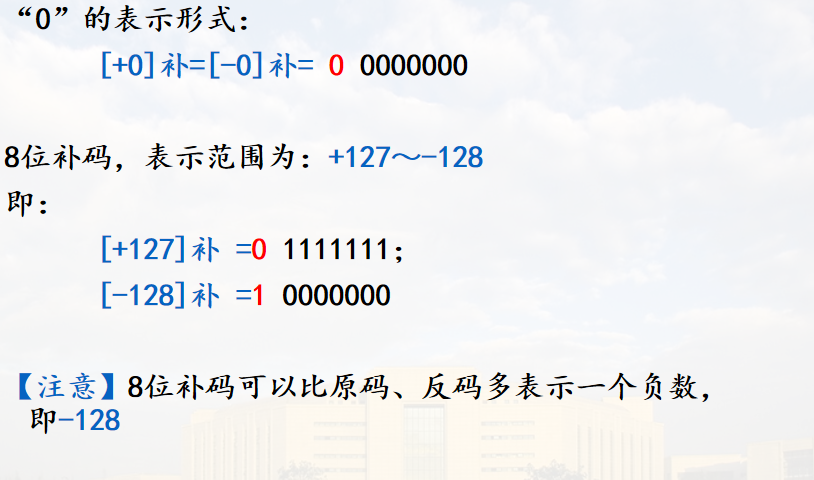 “0”的表示形式：
[+0]补=[-0]补= 0 0000000
8位补码，表示范围为：+127～-128
即：
[+127]补 =0 1111111；
[-128]补 =1 0000000
【注意】8位补码可以比原码、反码多表示一个负数，
即-128